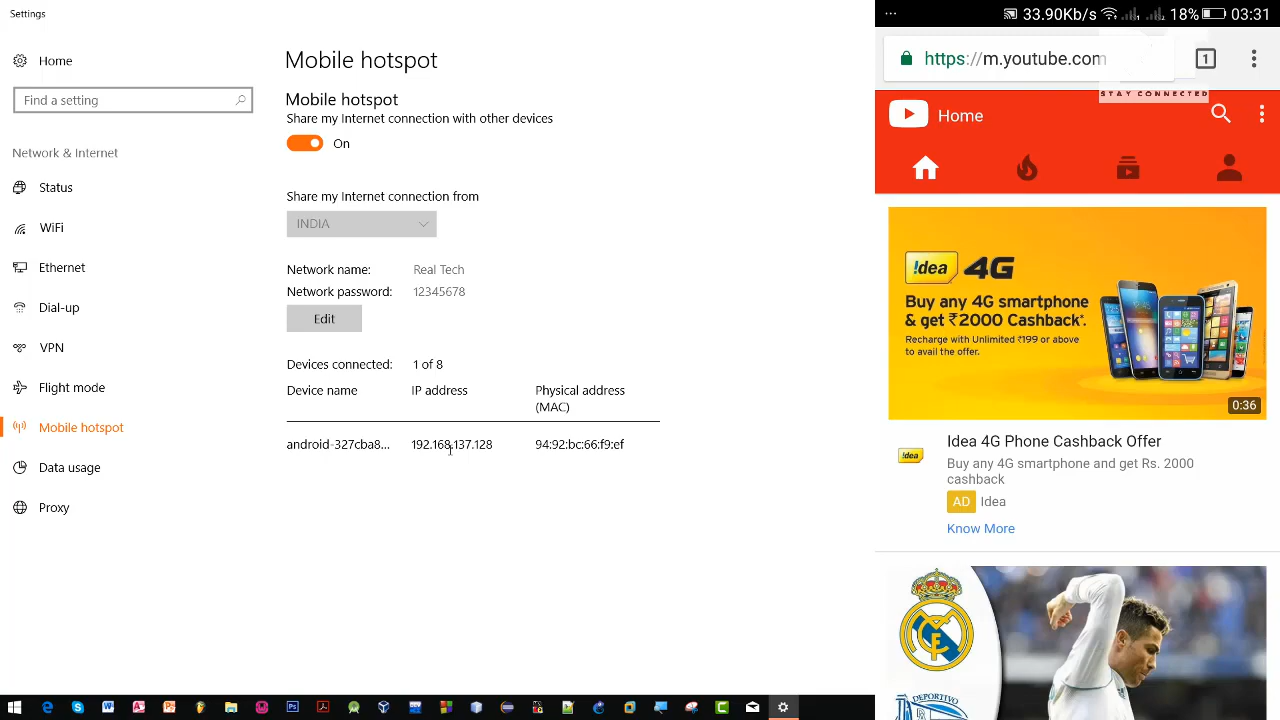 Settings
Home
Find a setting
Network & Internet
Status
WiFi
Ethernet
Dial-up
VPN
Flight mode
Mobile hotspot
Data usage
Proxy
Mobile hotspot
Mobile hotspot
Share my Internet connection with other devices
On
Share my Internet connection from
INDIA
Network name: Real Tech
Network password: 12345678
Edit
Devices connected: 1 of 8
Device name IP address Physical address
(MAC)
android-327cba8... 192.168.137.128 94:92:bc:66:f9:ef
... 33.90Kb/s 18% 03:31
https://m.youtube.com 1
STAY CONNECTED
Home
!dea 4G
Buy any 4G smartphone
& get ₹2000 Cashback*.
Recharge with Unlimited ₹199 or above
to avail the offer.
0:36
!dea
Idea 4G Phone Cashback Offer
Buy any 4G smartphone and get Rs. 2000
cashback
AD Idea
Know More
DEPORTIVO